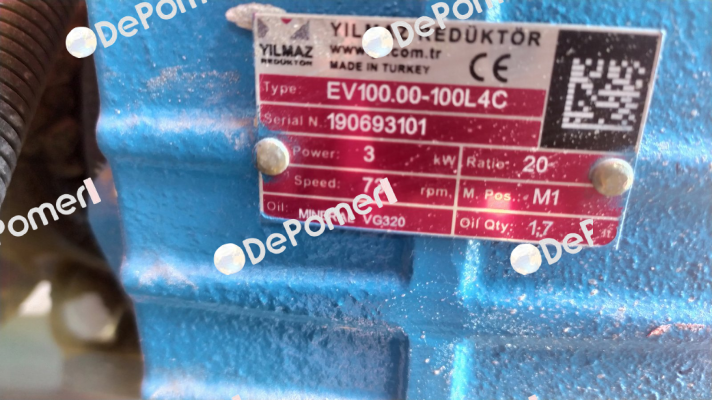 YILMAZ REDÜKTÖR
YILMAZ
REDÜKTÖR
www. .com.tr
MADE IN TURKEY
CE
Type: EV100.00-100L4C
Serial N. 190693101
Power: 3 kW Ratio: 20
Speed: rpm. M. Pos.: M1
Oil: VG320 Oil Qty: 1,7
DePomeri
DePomeri
DePomeri
DePomeri
DeP